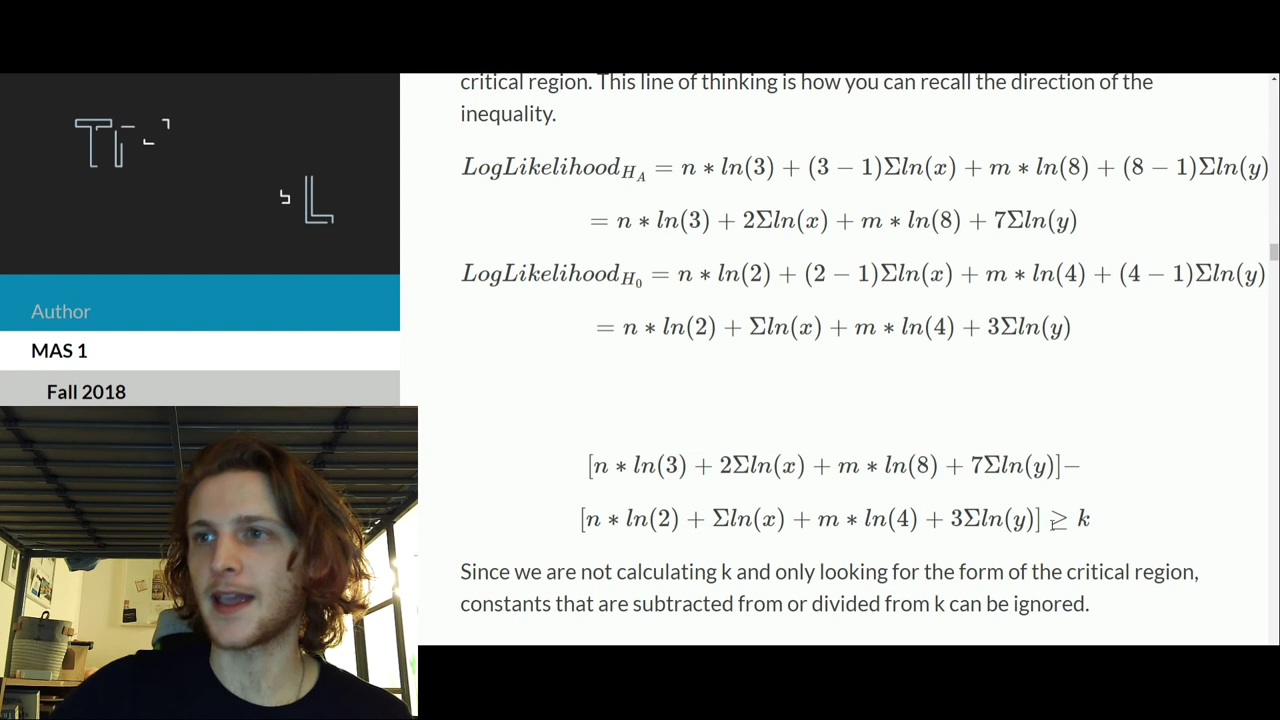 Author
MAS 1
Fall 2018
critical region. This line of thinking is how you can recall the direction of the
inequality.
LogLikelihood_{H_A} = n * ln(3) + (3 − 1)Σln(x) + m * ln(8) + (8 − 1)Σln(y)
= n * ln(3) + 2Σln(x) + m * ln(8) + 7Σln(y)
LogLikelihood_{H_0} = n * ln(2) + (2 − 1)Σln(x) + m * ln(4) + (4 − 1)Σln(y)
= n * ln(2) + Σln(x) + m * ln(4) + 3Σln(y)
[n * ln(3) + 2Σln(x) + m * ln(8) + 7Σln(y)]−
[n * ln(2) + Σln(x) + m * ln(4) + 3Σln(y)] ≥ k
Since we are not calculating k and only looking for the form of the critical region,
constants that are subtracted from or divided from k can be ignored.